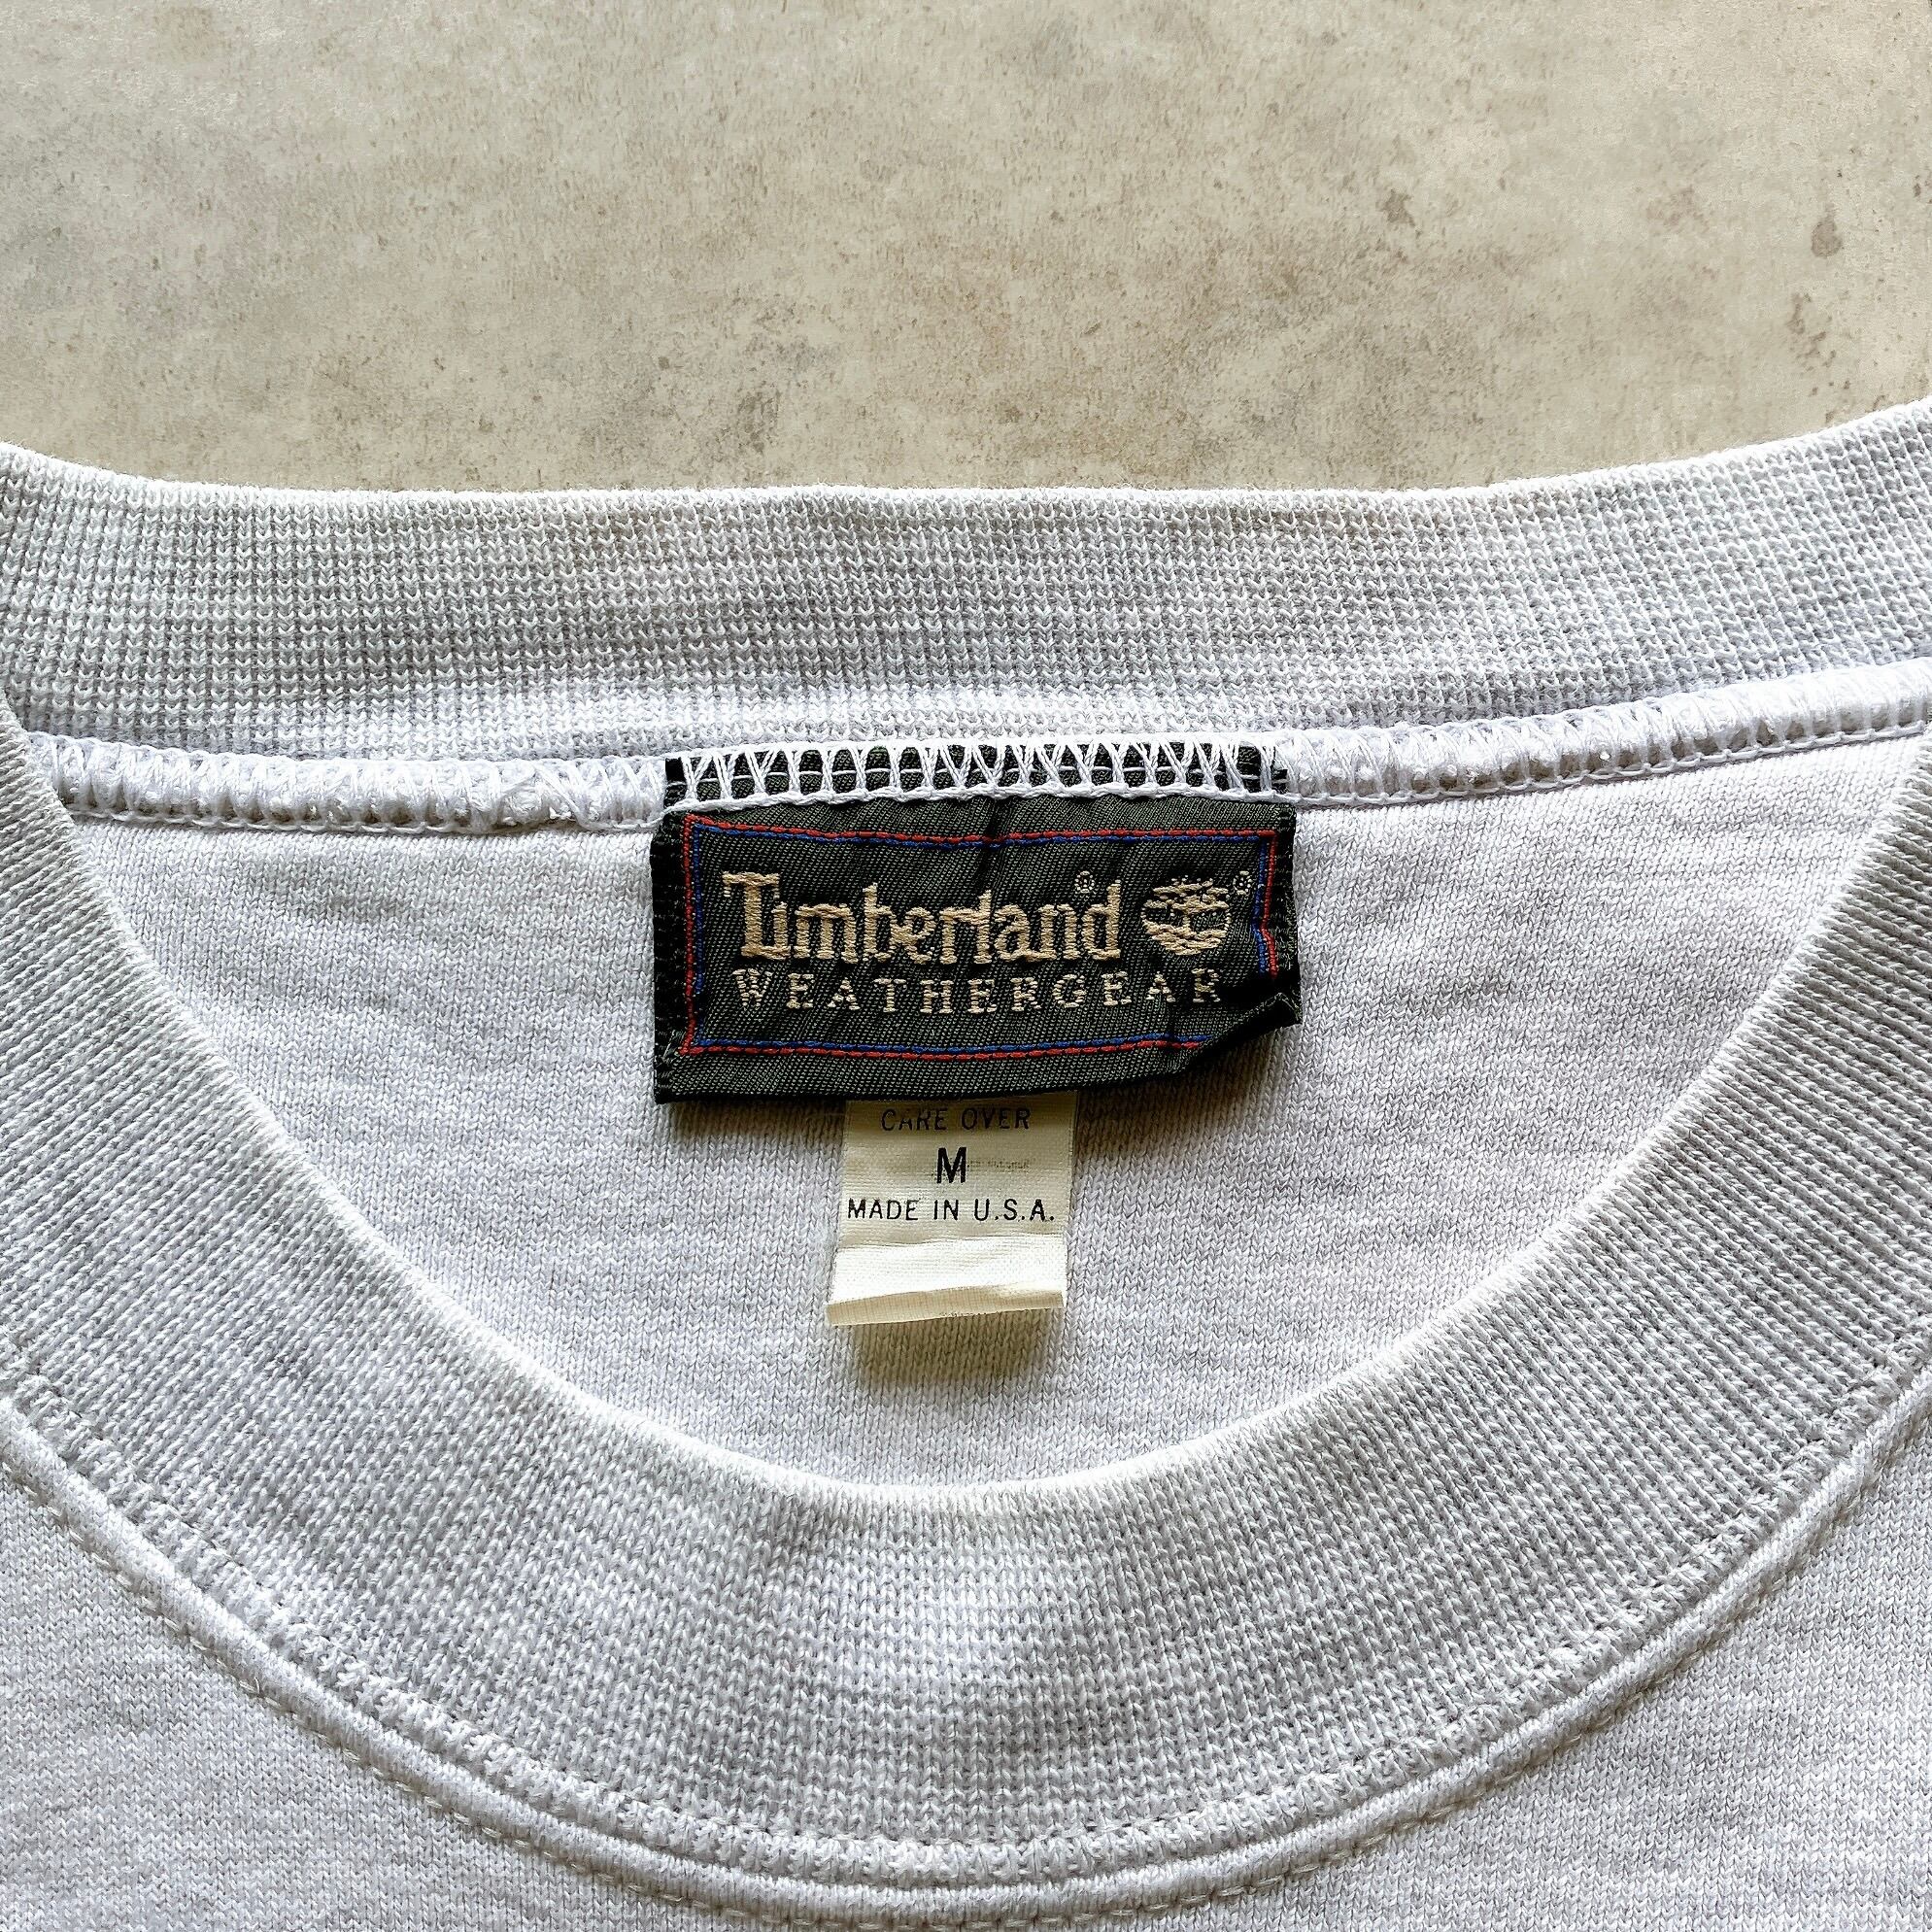 Timberland®®
WEATHERGEAR
CARE OVER
M
MADE IN U.S.A.